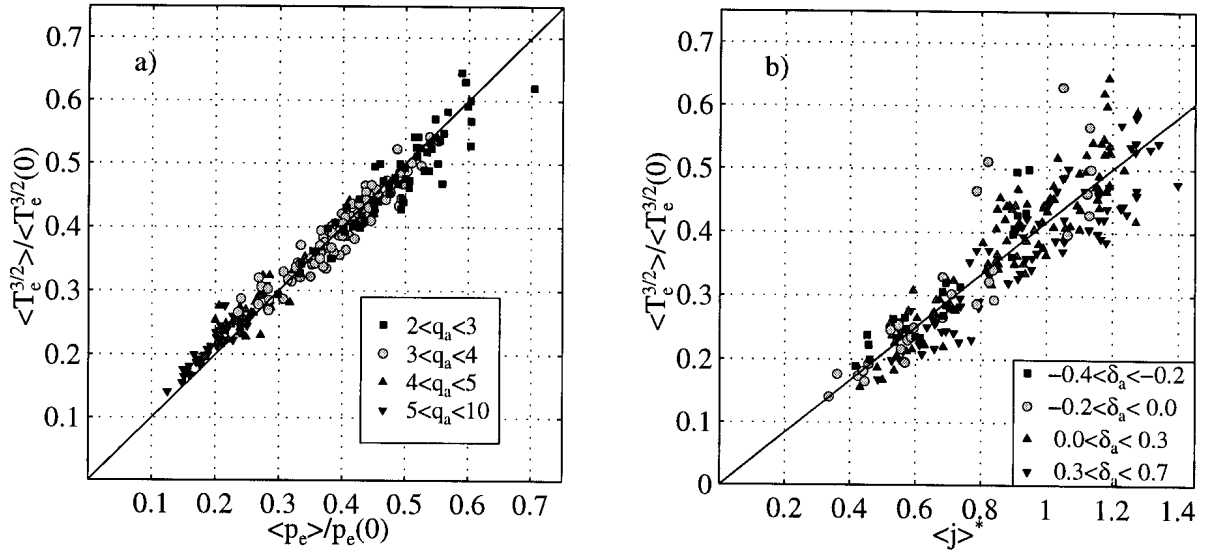 a)
<T_e^{3/2}>/<T_e^{3/2}(0)
0.7
0.6
0.5
0.4
0.3
0.2
0.1
0
0.1 0.2 0.3 0.4 0.5 0.6 0.7
<p_e>/p_e(0)
2<q_a<3
3<q_a<4
4<q_a<5
5<q_a<10
b)
<T_e^{3/2}>/<T_e^{3/2}(0)
0.7
0.6
0.5
0.4
0.3
0.2
0.1
0
0.2 0.4 0.6 0.8 1 1.2 1.4
<j>*
−0.4<δ_a<−0.2
−0.2<δ_a< 0.0
0.0<δ_a< 0.3
0.3<δ_a< 0.7